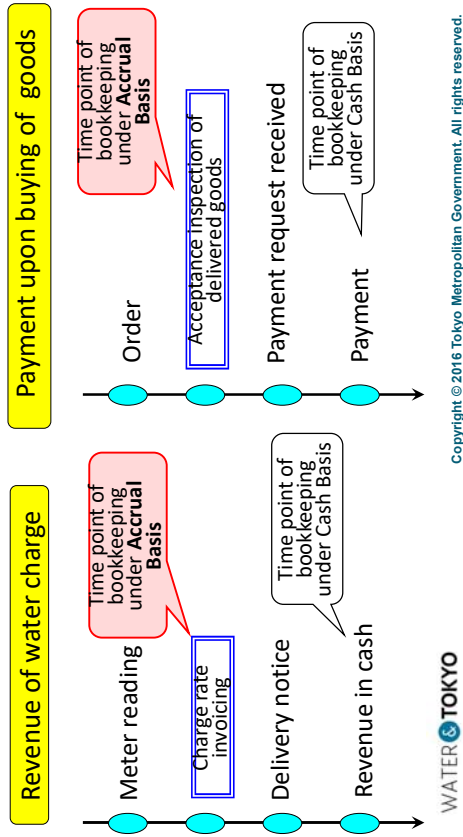 Revenue of water charge
Meter reading
Time point of
bookkeeping
under Accrual
Basis
Charge rate
invoicing
Delivery notice
Time point of
bookkeeping
under Cash Basis
Revenue in cash
Payment upon buying of goods
Order
Time point of
bookkeeping
under Accrual
Basis
Acceptance inspection of
delivered goods
Payment request received
Time point of
bookkeeping
under Cash Basis
Payment
WATER&TOKYO
Copyright © 2016 Tokyo Metropolitan Government. All rights reserved.